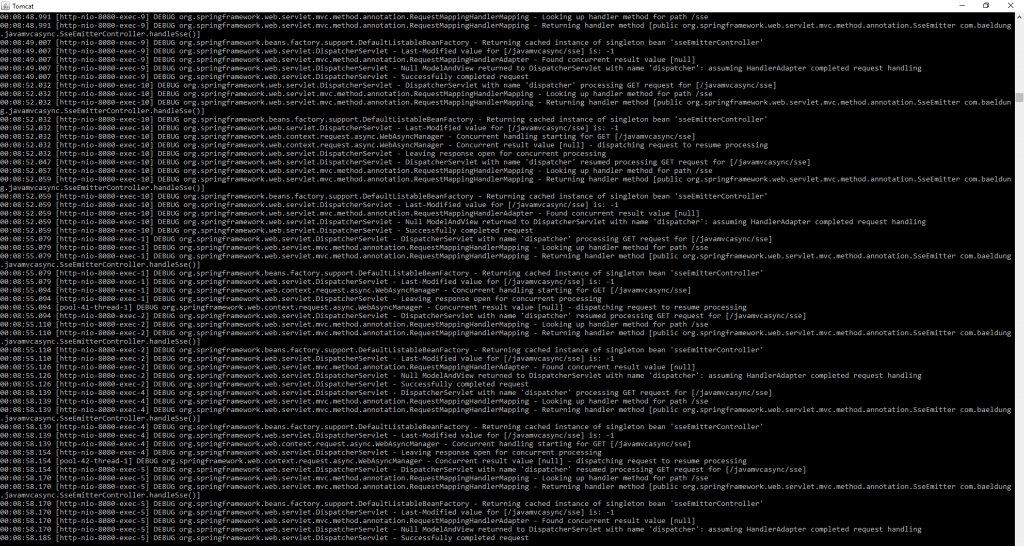 Tomcat
00:08:48.991 [http-nio-8080-exec-9] DEBUG org.springframework.web.servlet.mvc.method.annotation.RequestMappingHandlerMapping - Looking up handler method for path /sse
00:08:48.991 [http-nio-8080-exec-9] DEBUG org.springframework.web.servlet.mvc.method.annotation.RequestMappingHandlerMapping - Returning handler method [public org.springframework.web.servlet.mvc.method.annotation.SseEmitter com.baeldung
.javamvcasync.SseEmitterController.handleSse()]
00:08:49.007 [http-nio-8080-exec-9] DEBUG org.springframework.beans.factory.support.DefaultListableBeanFactory - Returning cached instance of singleton bean 'sseEmitterController'
00:08:49.007 [http-nio-8080-exec-9] DEBUG org.springframework.web.servlet.DispatcherServlet - Last-Modified value for [/javamvcasync/sse] is: -1
00:08:49.007 [http-nio-8080-exec-9] DEBUG org.springframework.web.servlet.mvc.method.annotation.RequestMappingHandlerAdapter - Found concurrent result value [null]
00:08:49.007 [http-nio-8080-exec-9] DEBUG org.springframework.web.servlet.DispatcherServlet - Null ModelAndView returned to DispatcherServlet with name 'dispatcher': assuming HandlerAdapter completed request handling
00:08:49.007 [http-nio-8080-exec-9] DEBUG org.springframework.web.servlet.DispatcherServlet - Successfully completed request
00:08:52.032 [http-nio-8080-exec-10] DEBUG org.springframework.web.servlet.DispatcherServlet - DispatcherServlet with name 'dispatcher' processing GET request for [/javamvcasync/sse]
00:08:52.032 [http-nio-8080-exec-10] DEBUG org.springframework.web.servlet.mvc.method.annotation.RequestMappingHandlerMapping - Looking up handler method for path /sse
00:08:52.032 [http-nio-8080-exec-10] DEBUG org.springframework.web.servlet.mvc.method.annotation.RequestMappingHandlerMapping - Returning handler method [public org.springframework.web.servlet.mvc.method.annotation.SseEmitter com.baeldun
g.javamvcasync.SseEmitterController.handleSse()]
00:08:52.032 [http-nio-8080-exec-10] DEBUG org.springframework.beans.factory.support.DefaultListableBeanFactory - Returning cached instance of singleton bean 'sseEmitterController'
00:08:52.032 [http-nio-8080-exec-10] DEBUG org.springframework.web.servlet.DispatcherServlet - Last-Modified value for [/javamvcasync/sse] is: -1
00:08:52.032 [http-nio-8080-exec-10] DEBUG org.springframework.web.context.request.async.WebAsyncManager - Concurrent handling starting for GET [/javamvcasync/sse]
00:08:52.032 [http-nio-8080-exec-10] DEBUG org.springframework.web.context.request.async.WebAsyncManager - Concurrent result value [null] - dispatching request to resume processing
00:08:52.032 [http-nio-8080-exec-10] DEBUG org.springframework.web.servlet.DispatcherServlet - Leaving response open for concurrent processing
00:08:52.047 [http-nio-8080-exec-10] DEBUG org.springframework.web.servlet.DispatcherServlet - DispatcherServlet with name 'dispatcher' resumed processing GET request for [/javamvcasync/sse]
00:08:52.057 [http-nio-8080-exec-10] DEBUG org.springframework.web.servlet.mvc.method.annotation.RequestMappingHandlerMapping - Looking up handler method for path /sse
00:08:52.059 [http-nio-8080-exec-10] DEBUG org.springframework.web.servlet.mvc.method.annotation.RequestMappingHandlerMapping - Returning handler method [public org.springframework.web.servlet.mvc.method.annotation.SseEmitter com.baeldun
g.javamvcasync.SseEmitterController.handleSse()]
00:08:52.059 [http-nio-8080-exec-10] DEBUG org.springframework.beans.factory.support.DefaultListableBeanFactory - Returning cached instance of singleton bean 'sseEmitterController'
00:08:52.059 [http-nio-8080-exec-10] DEBUG org.springframework.web.servlet.DispatcherServlet - Last-Modified value for [/javamvcasync/sse] is: -1
00:08:52.059 [http-nio-8080-exec-10] DEBUG org.springframework.web.servlet.mvc.method.annotation.RequestMappingHandlerAdapter - Found concurrent result value [null]
00:08:52.059 [http-nio-8080-exec-10] DEBUG org.springframework.web.servlet.DispatcherServlet - Null ModelAndView returned to DispatcherServlet with name 'dispatcher': assuming HandlerAdapter completed request handling
00:08:52.059 [http-nio-8080-exec-10] DEBUG org.springframework.web.servlet.DispatcherServlet - Successfully completed request
00:08:55.079 [http-nio-8080-exec-1] DEBUG org.springframework.web.servlet.DispatcherServlet - DispatcherServlet with name 'dispatcher' processing GET request for [/javamvcasync/sse]
00:08:55.079 [http-nio-8080-exec-1] DEBUG org.springframework.web.servlet.mvc.method.annotation.RequestMappingHandlerMapping - Looking up handler method for path /sse
00:08:55.079 [http-nio-8080-exec-1] DEBUG org.springframework.web.servlet.mvc.method.annotation.RequestMappingHandlerMapping - Returning handler method [public org.springframework.web.servlet.mvc.method.annotation.SseEmitter com.baeldung
.javamvcasync.SseEmitterController.handleSse()]
00:08:55.079 [http-nio-8080-exec-1] DEBUG org.springframework.beans.factory.support.DefaultListableBeanFactory - Returning cached instance of singleton bean 'sseEmitterController'
00:08:55.079 [http-nio-8080-exec-1] DEBUG org.springframework.web.servlet.DispatcherServlet - Last-Modified value for [/javamvcasync/sse] is: -1
00:08:55.094 [http-nio-8080-exec-1] DEBUG org.springframework.web.context.request.async.WebAsyncManager - Concurrent handling starting for GET [/javamvcasync/sse]
00:08:55.094 [http-nio-8080-exec-1] DEBUG org.springframework.web.servlet.DispatcherServlet - Leaving response open for concurrent processing
00:08:55.094 [pool-41-thread-1] DEBUG org.springframework.web.context.request.async.WebAsyncManager - Concurrent result value [null] - dispatching request to resume processing
00:08:55.094 [http-nio-8080-exec-2] DEBUG org.springframework.web.servlet.DispatcherServlet - DispatcherServlet with name 'dispatcher' resumed processing GET request for [/javamvcasync/sse]
00:08:55.110 [http-nio-8080-exec-2] DEBUG org.springframework.web.servlet.mvc.method.annotation.RequestMappingHandlerMapping - Looking up handler method for path /sse
00:08:55.110 [http-nio-8080-exec-2] DEBUG org.springframework.web.servlet.mvc.method.annotation.RequestMappingHandlerMapping - Returning handler method [public org.springframework.web.servlet.mvc.method.annotation.SseEmitter com.baeldung
.javamvcasync.SseEmitterController.handleSse()]
00:08:55.110 [http-nio-8080-exec-2] DEBUG org.springframework.beans.factory.support.DefaultListableBeanFactory - Returning cached instance of singleton bean 'sseEmitterController'
00:08:55.110 [http-nio-8080-exec-2] DEBUG org.springframework.web.servlet.DispatcherServlet - Last-Modified value for [/javamvcasync/sse] is: -1
00:08:55.126 [http-nio-8080-exec-2] DEBUG org.springframework.web.servlet.mvc.method.annotation.RequestMappingHandlerAdapter - Found concurrent result value [null]
00:08:55.126 [http-nio-8080-exec-2] DEBUG org.springframework.web.servlet.DispatcherServlet - Null ModelAndView returned to DispatcherServlet with name 'dispatcher': assuming HandlerAdapter completed request handling
00:08:55.126 [http-nio-8080-exec-2] DEBUG org.springframework.web.servlet.DispatcherServlet - Successfully completed request
00:08:58.139 [http-nio-8080-exec-4] DEBUG org.springframework.web.servlet.DispatcherServlet - DispatcherServlet with name 'dispatcher' processing GET request for [/javamvcasync/sse]
00:08:58.139 [http-nio-8080-exec-4] DEBUG org.springframework.web.servlet.mvc.method.annotation.RequestMappingHandlerMapping - Looking up handler method for path /sse
00:08:58.139 [http-nio-8080-exec-4] DEBUG org.springframework.web.servlet.mvc.method.annotation.RequestMappingHandlerMapping - Returning handler method [public org.springframework.web.servlet.mvc.method.annotation.SseEmitter com.baeldung
.javamvcasync.SseEmitterController.handleSse()]
00:08:58.139 [http-nio-8080-exec-4] DEBUG org.springframework.beans.factory.support.DefaultListableBeanFactory - Returning cached instance of singleton bean 'sseEmitterController'
00:08:58.139 [http-nio-8080-exec-4] DEBUG org.springframework.web.servlet.DispatcherServlet - Last-Modified value for [/javamvcasync/sse] is: -1
00:08:58.139 [http-nio-8080-exec-4] DEBUG org.springframework.web.context.request.async.WebAsyncManager - Concurrent handling starting for GET [/javamvcasync/sse]
00:08:58.154 [http-nio-8080-exec-4] DEBUG org.springframework.web.servlet.DispatcherServlet - Leaving response open for concurrent processing
00:08:58.154 [pool-42-thread-1] DEBUG org.springframework.web.context.request.async.WebAsyncManager - Concurrent result value [null] - dispatching request to resume processing
00:08:58.154 [http-nio-8080-exec-5] DEBUG org.springframework.web.servlet.DispatcherServlet - DispatcherServlet with name 'dispatcher' resumed processing GET request for [/javamvcasync/sse]
00:08:58.170 [http-nio-8080-exec-5] DEBUG org.springframework.web.servlet.mvc.method.annotation.RequestMappingHandlerMapping - Looking up handler method for path /sse
00:08:58.170 [http-nio-8080-exec-5] DEBUG org.springframework.web.servlet.mvc.method.annotation.RequestMappingHandlerMapping - Returning handler method [public org.springframework.web.servlet.mvc.method.annotation.SseEmitter com.baeldung
.javamvcasync.SseEmitterController.handleSse()]
00:08:58.170 [http-nio-8080-exec-5] DEBUG org.springframework.beans.factory.support.DefaultListableBeanFactory - Returning cached instance of singleton bean 'sseEmitterController'
00:08:58.170 [http-nio-8080-exec-5] DEBUG org.springframework.web.servlet.DispatcherServlet - Last-Modified value for [/javamvcasync/sse] is: -1
00:08:58.170 [http-nio-8080-exec-5] DEBUG org.springframework.web.servlet.mvc.method.annotation.RequestMappingHandlerAdapter - Found concurrent result value [null]
00:08:58.170 [http-nio-8080-exec-5] DEBUG org.springframework.web.servlet.DispatcherServlet - Null ModelAndView returned to DispatcherServlet with name 'dispatcher': assuming HandlerAdapter completed request handling
00:08:58.185 [http-nio-8080-exec-5] DEBUG org.springframework.web.servlet.DispatcherServlet - Successfully completed request